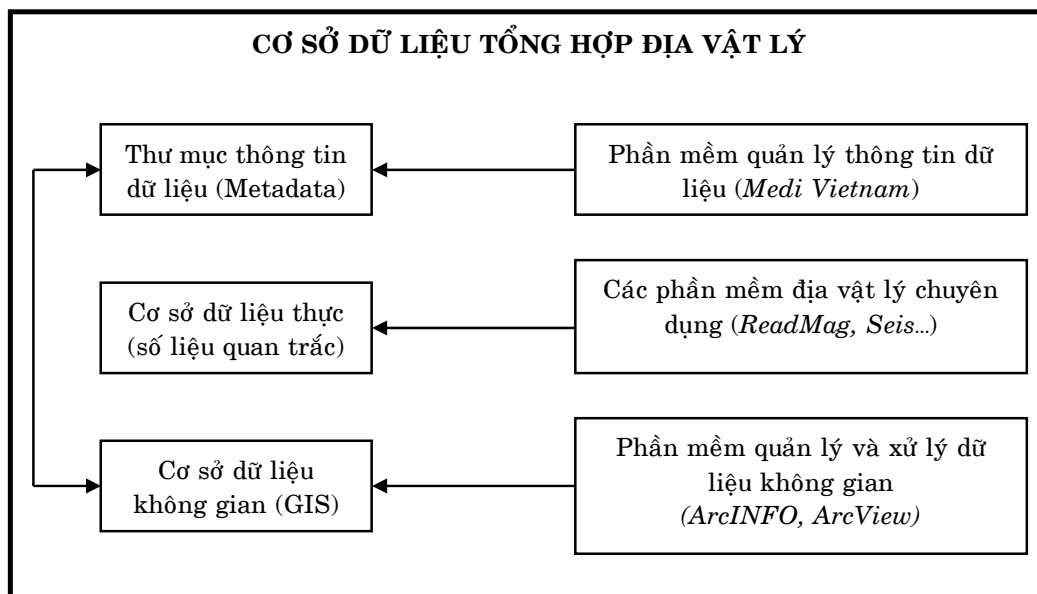 CƠ SỞ DỮ LIỆU TỔNG HỢP ĐỊA VẬT LÝ
Thư mục thông tin
dữ liệu (Metadata)
Phần mềm quản lý thông tin dữ
liệu (Medi Vietnam)
Cơ sở dữ liệu thực
(số liệu quan trắc)
Các phần mềm địa vật lý chuyên
dụng (ReadMag, Seis...)
Cơ sở dữ liệu
không gian (GIS)
Phần mềm quản lý và xử lý dữ
liệu không gian
(ArcINFO, ArcView)